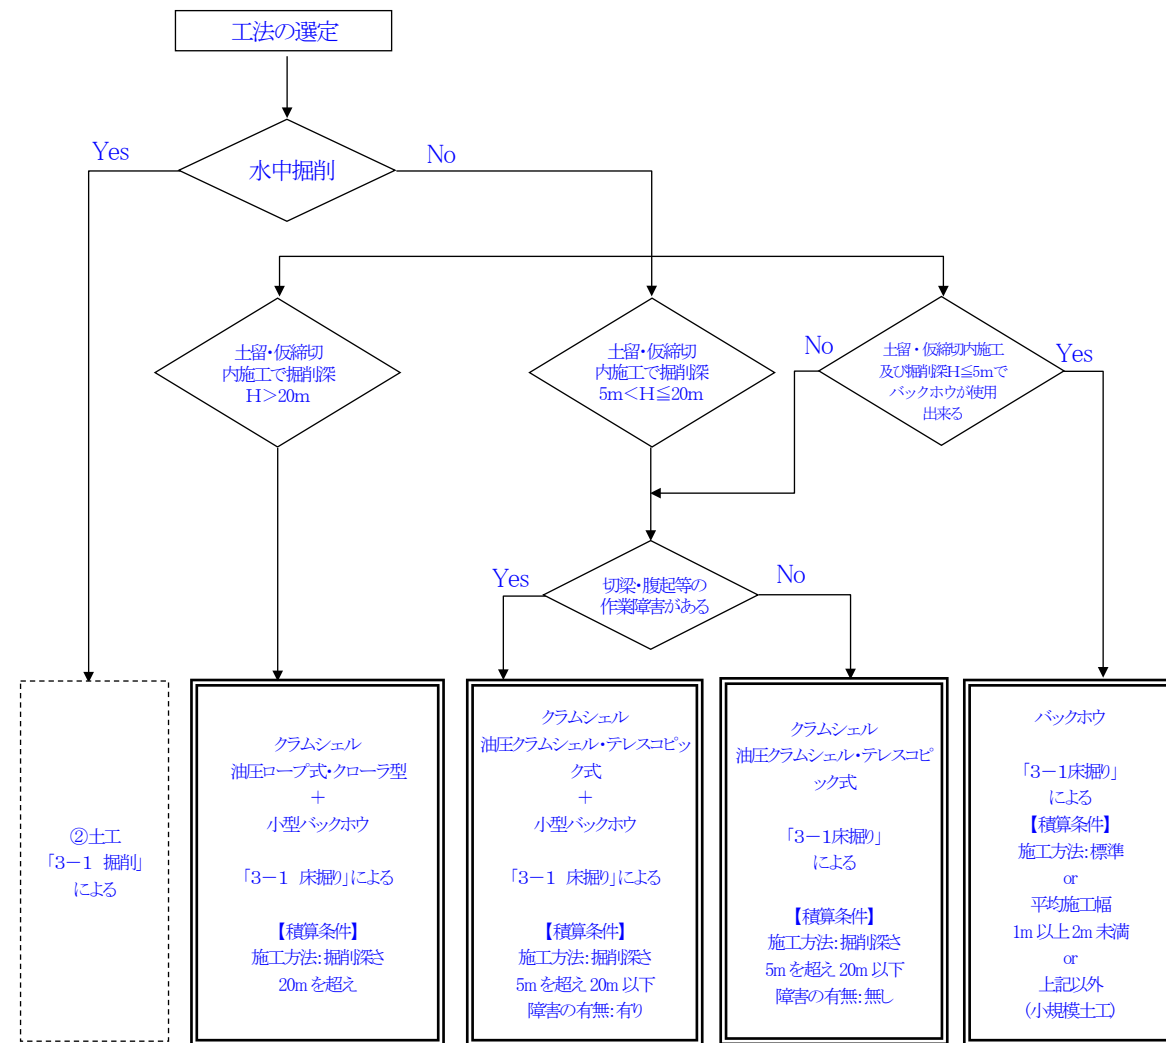 工法の選定
Yes
水中掘削
No
土留・仮締切
内施工で掘削深
H>20m
土留・仮締切
内施工で掘削深
5m<H≦20m
No
土留・仮締切内施工
及び掘削深H≦5mで
バックホウが使用
出来る
Yes
Yes
切梁・腹起等の
作業障害がある
No
②土工
「3-1 掘削」
による
クラムシェル
油圧ロープ式・クローラ型
+
小型バックホウ
「3-1 床掘り」による
【積算条件】
施工方法:掘削深さ
20mを超え
クラムシェル
油圧クラムシェル・テレスコピッ
ク式
+
小型バックホウ
「3-1 床掘り」による
【積算条件】
施工方法:掘削深さ
5mを超え20m以下
障害の有無:有り
クラムシェル
油圧クラムシェル・テレスコピ
ック式
「3-1床掘り」
による
【積算条件】
施工方法:掘削深さ
5mを超え20m以下
障害の有無:無し
バックホウ
「3-1床掘り」
による
【積算条件】
施工方法:標準
or
平均施工幅
1m以上2m未満
or
上記以外
(小規模土工)